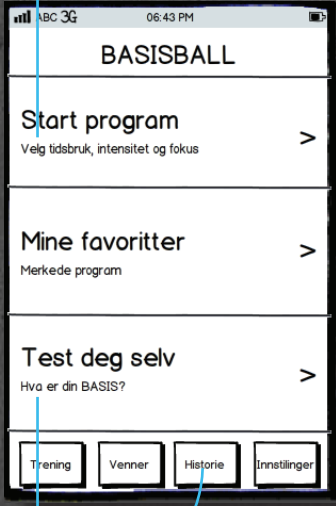 ABC 3G 06:43 PM
BASISBALL
Start program
Velg tidsbruk, intensitet og fokus
>
Mine favoritter
Merkede program
>
Test deg selv
Hva er din BASIS?
>
Trening Venner Historie Innstilinger